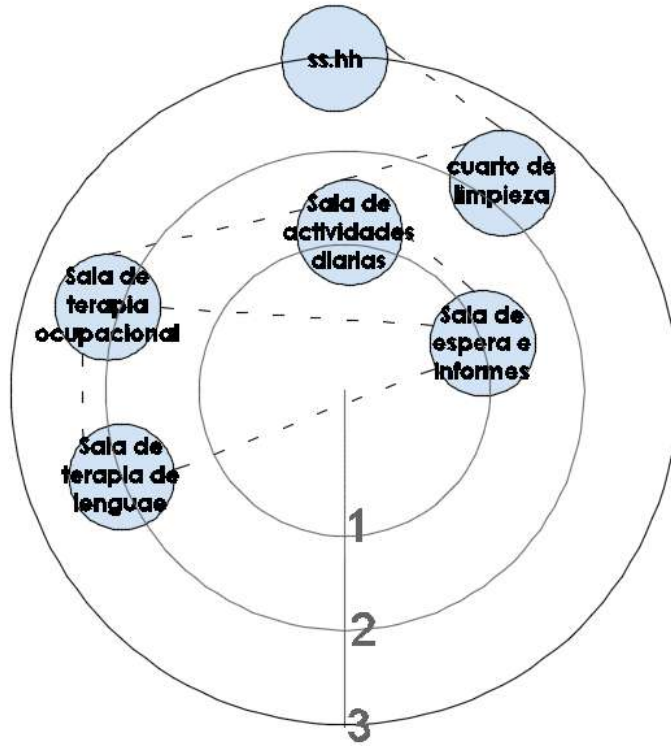 ss.hh
cuarto de
limpieza
Sala de
actividades
diarias
Sala de
terapia
ocupacional
Sala de
espera e
informes
Sala de
terapia de
lenguae
1
2
3